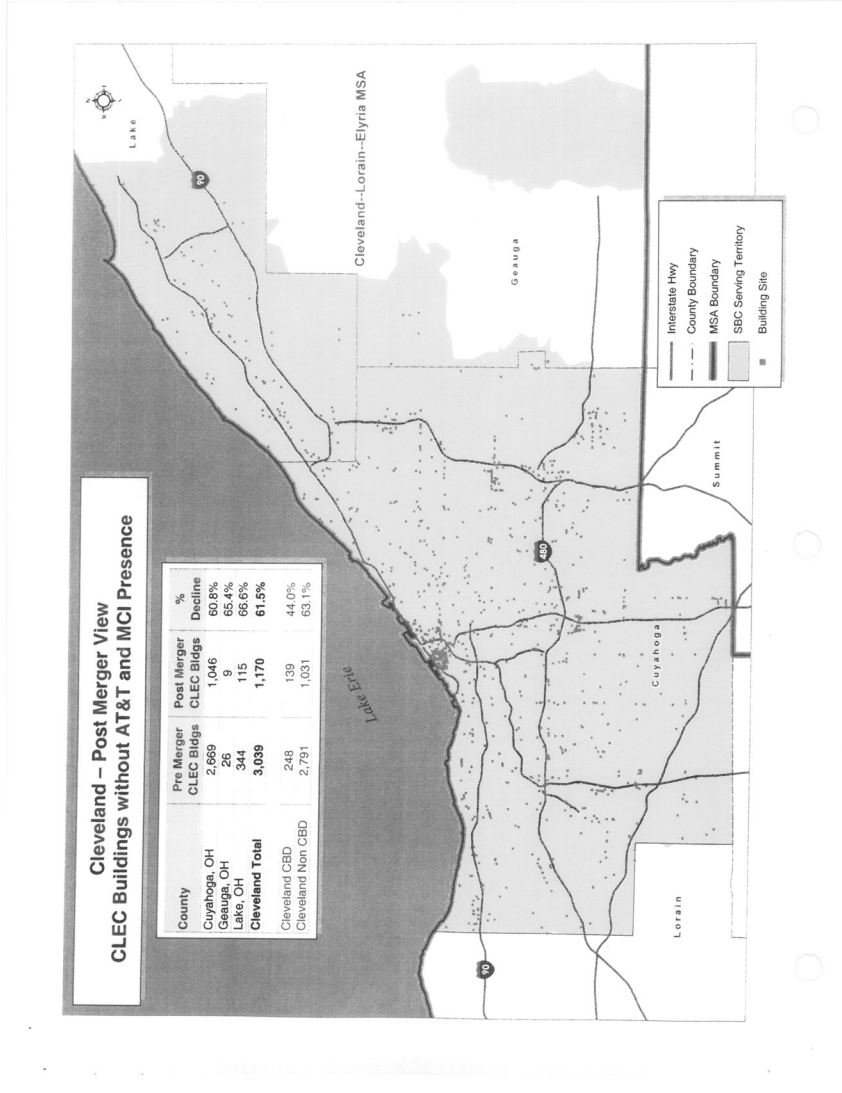 Cleveland – Post Merger View
CLEC Buildings without AT&T and MCI Presence
County Pre Merger CLEC Bldgs Post Merger CLEC Bldgs % Decline
Cuyahoga, OH 2,669 1,046 60.8%
Geauga, OH 26 9 65.4%
Lake, OH 344 115 66.6%
Cleveland Total 3,039 1,170 61.5%
Cleveland CBD 248 139 44.0%
Cleveland Non CBD 2,791 1,031 63.1%
Lake Erie
Lake
90
Cleveland--Lorain--Elyria MSA
Geauga
480
Cuyahoga
Summit
90
Lorain
Interstate Hwy
County Boundary
MSA Boundary
SBC Serving Territory
Building Site